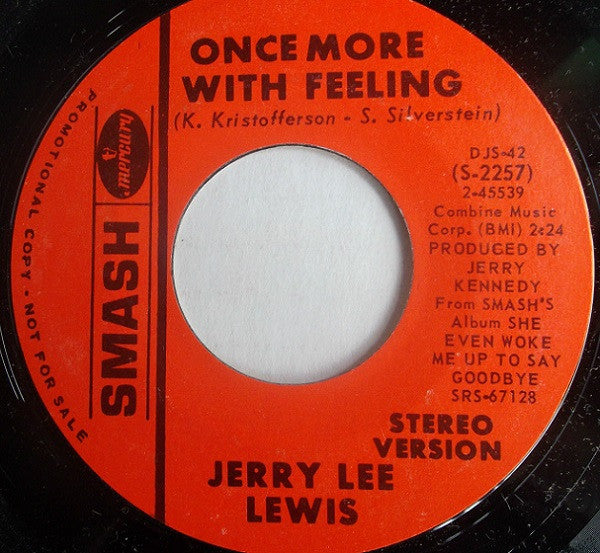 ONCE MORE
WITH FEELING
(K. Kristofferson - S. Silverstein)
PROMOTIONAL COPY - NOT FOR SALE
SMASH
mercury
DJS-42
(S-2257)
2-45539
Combine Music
Corp. (BMI) 2:24
PRODUCED BY
JERRY
KENNEDY
From SMASH'S
Album SHE
EVEN WOKE
ME UP TO SAY
GOODBYE
SRS-67128
STEREO
VERSION
JERRY LEE
LEWIS